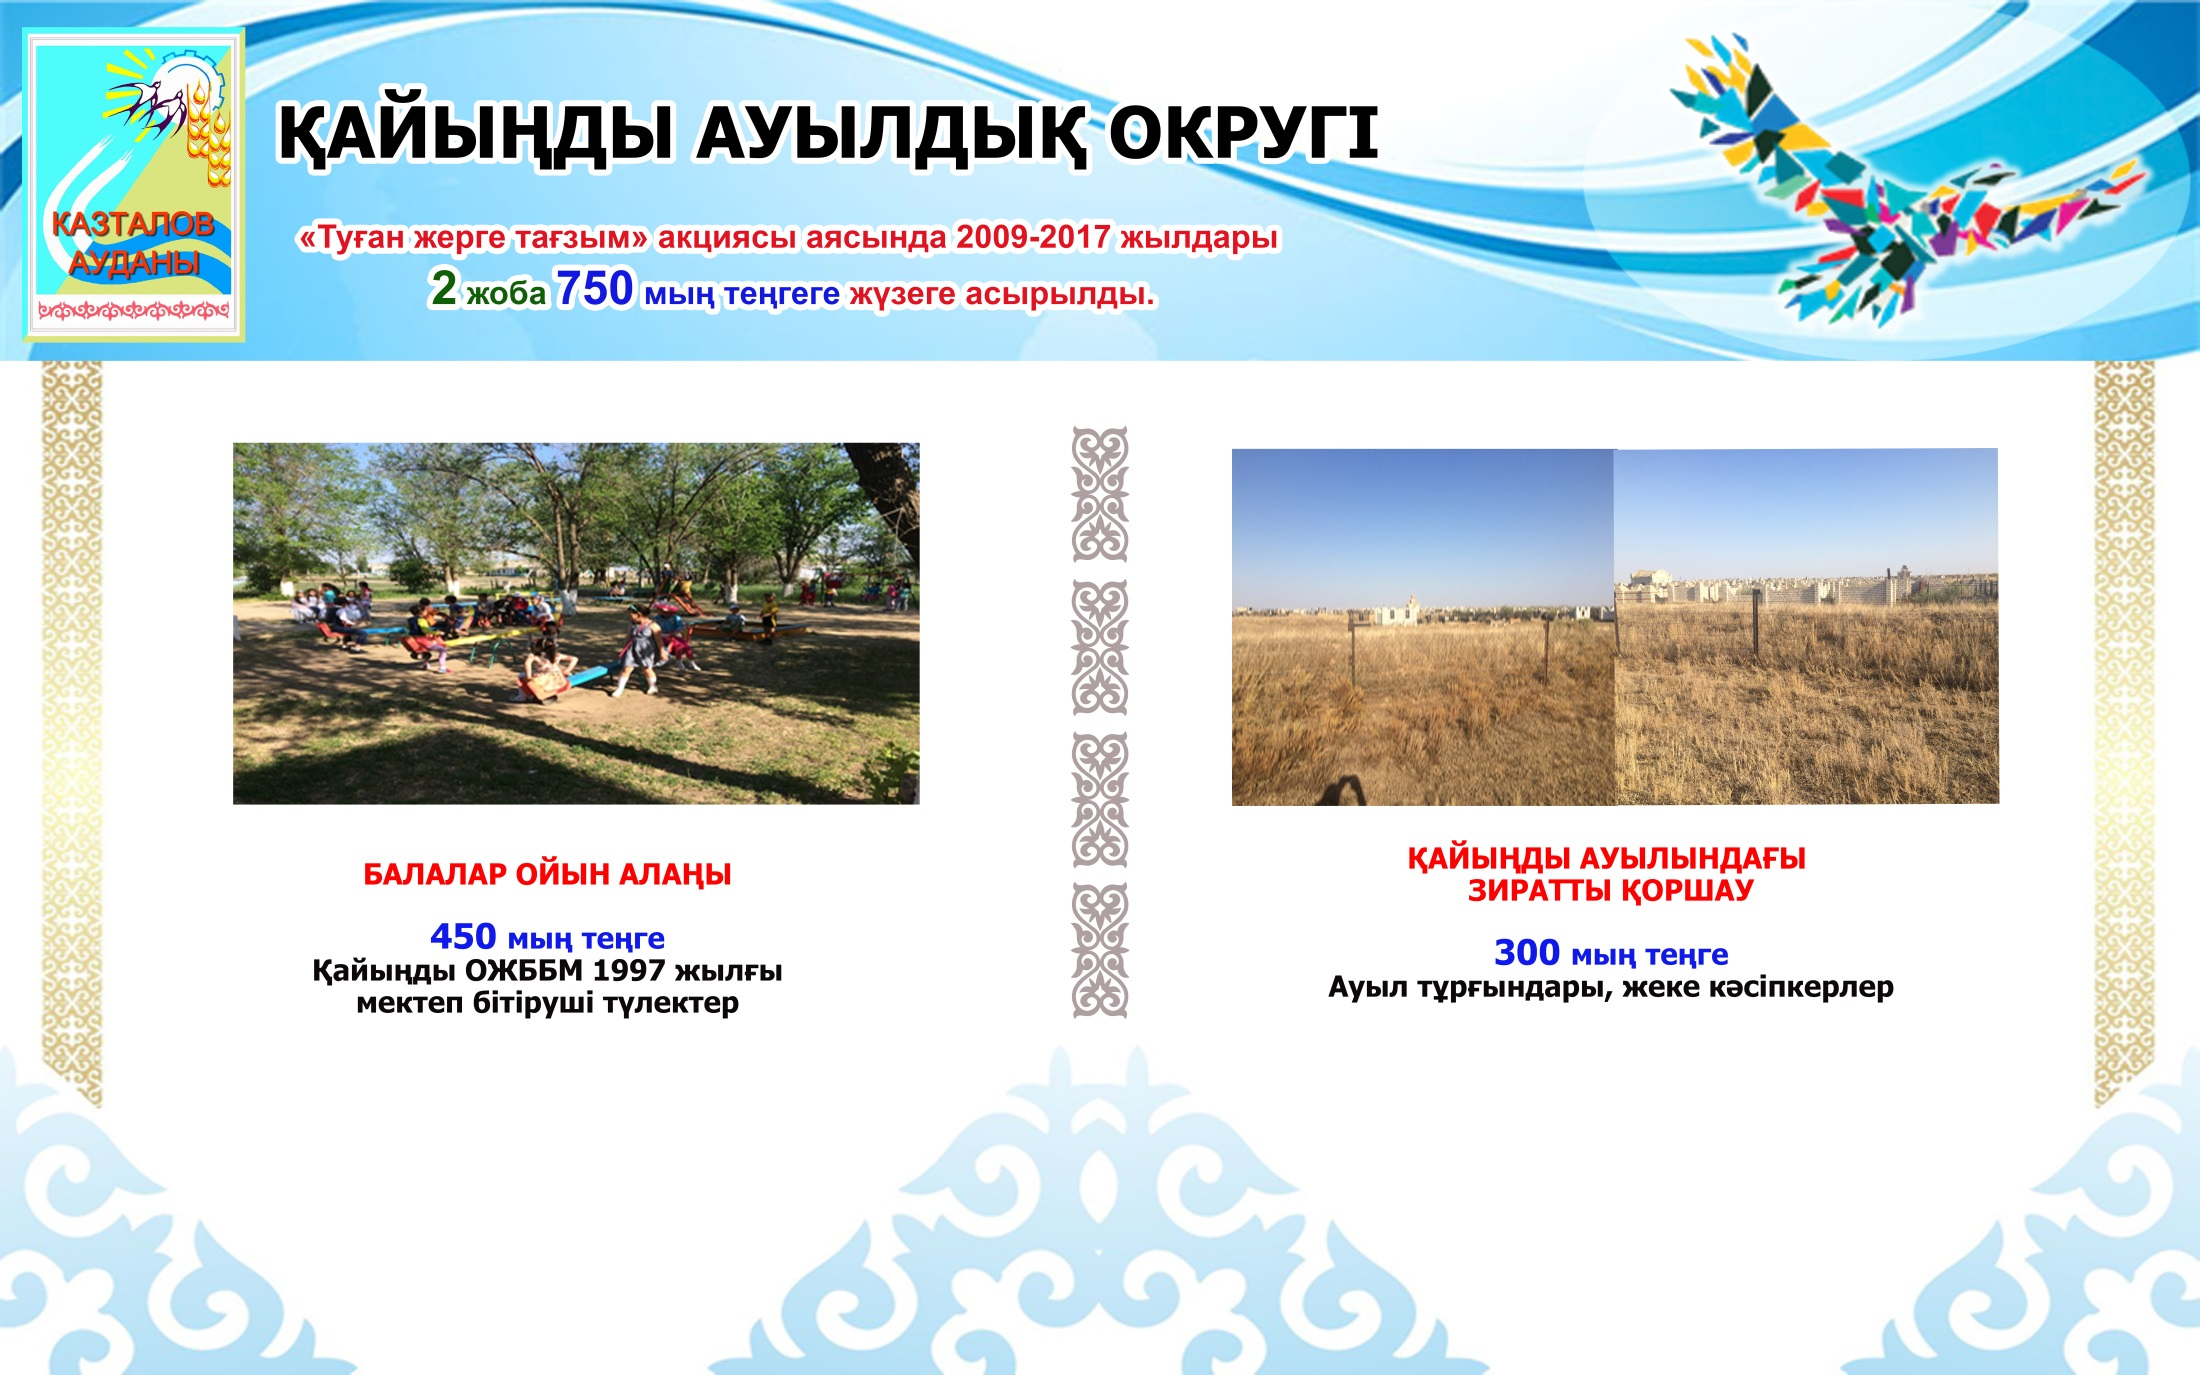 КАЗТАЛОВ
АУДАНЫ
ҚАЙЫҢДЫ АУЫЛДЫҚ ОКРУГІ
«Туған жерге тағзым» акциясы аясында 2009-2017 жылдары
2 жоба 750 мың теңгеге жүзеге асырылды.
БАЛАЛАР ОЙЫН АЛАҢЫ
450 мың теңге
Қайыңды ОЖББМ 1997 жылғы
мектеп бітіруші түлектер
ҚАЙЫҢДЫ АУЫЛЫНДАҒЫ
ЗИРАТТЫ ҚОРШАУ
300 мың теңге
Ауыл тұрғындары, жеке кәсіпкерлер